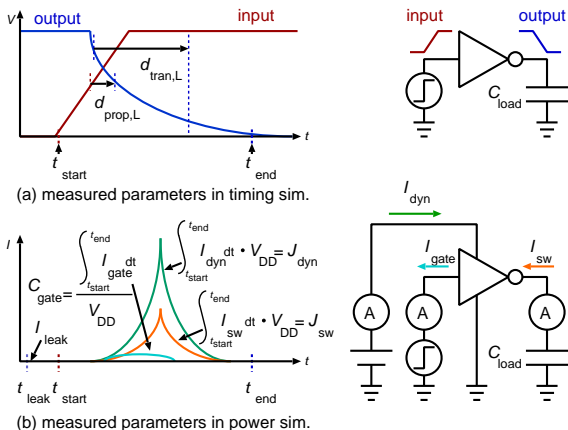 output
input
V
d tran,L
d prop,L
t
t start
t end
(a) measured parameters in timing sim.
C load
I
∫ t start t end I gate dt
C gate = V DD
∫ t start t end I dyn dt · V DD = J dyn
∫ t start t end I sw dt · V DD = J sw
I leak
t
t leak t start
t end
(b) measured parameters in power sim.
input
output
I dyn
I gate
I sw
A
A
A
C load